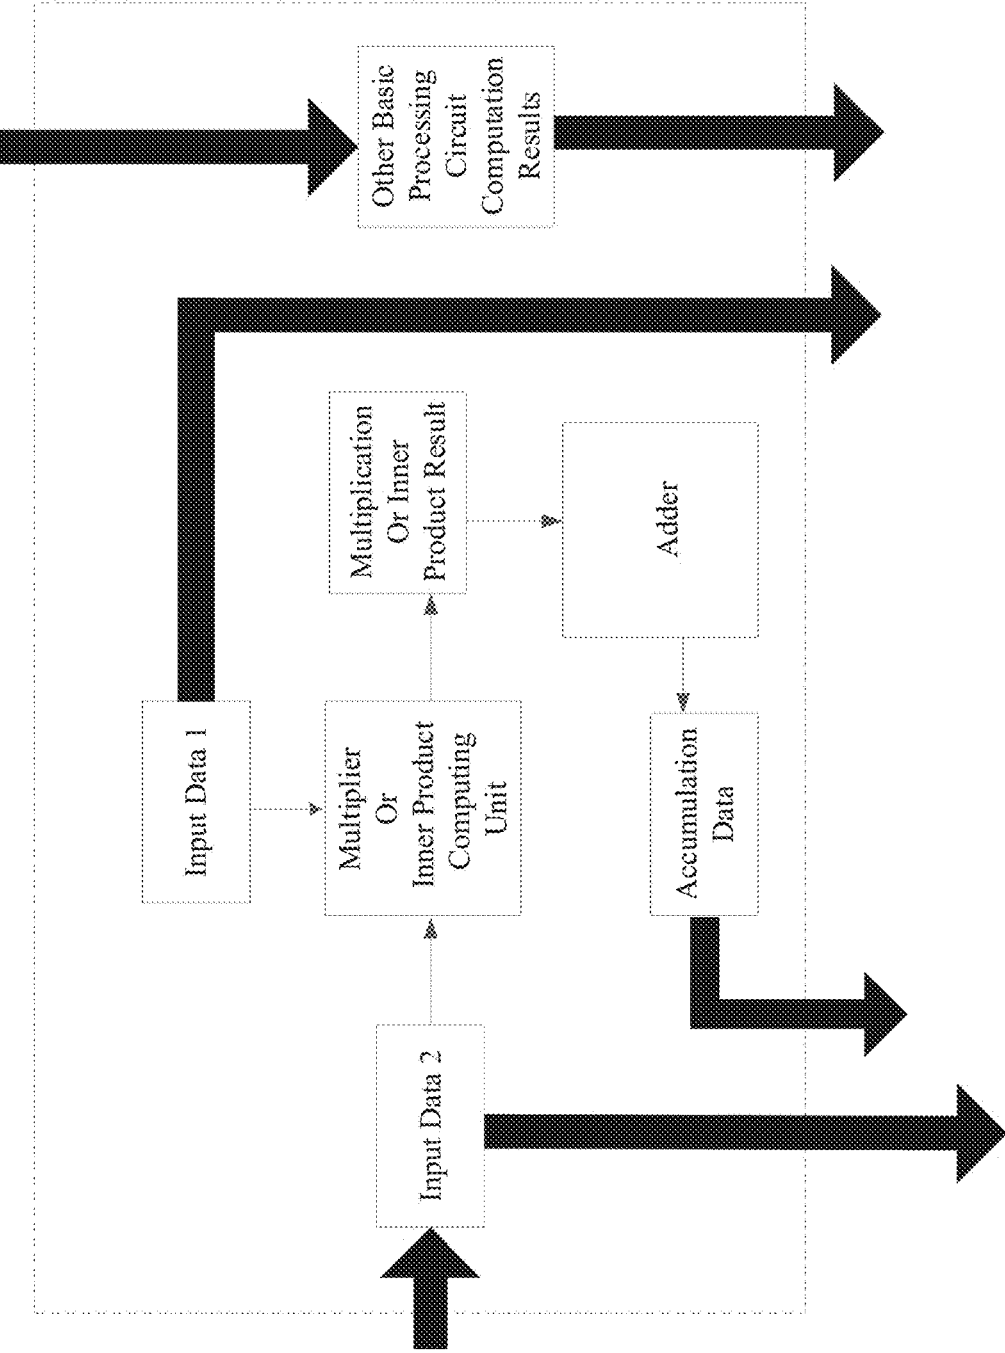 Input Data 1
Input Data 2
Multiplier
Or
Inner Product
Computing
Unit
Multiplication
Or Inner
Product Result
Adder
Accumulation
Data
Other Basic
Processing
Circuit
Computation
Results